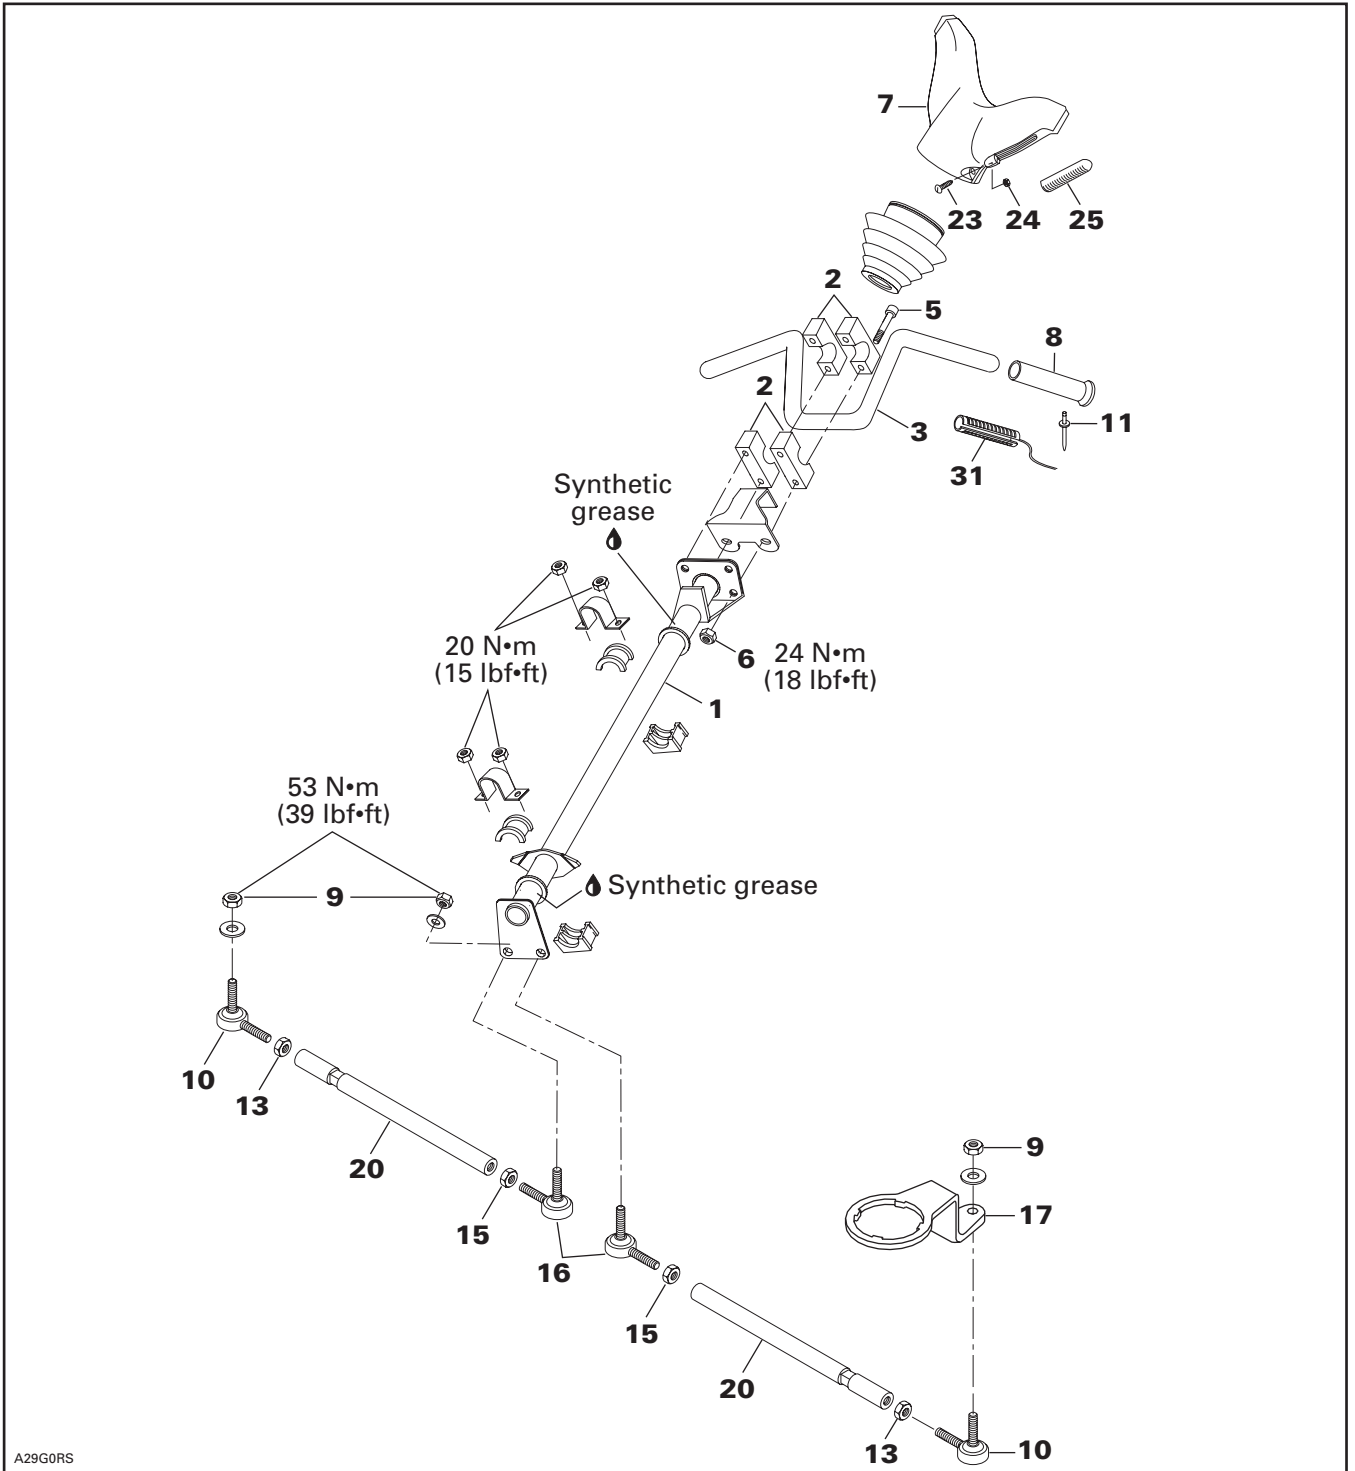 7
23
24
25
2
5
8
2
3
11
31
Synthetic
grease
20 N•m
(15 lbf•ft)
6
24 N•m
(18 lbf•ft)
1
53 N•m
(39 lbf•ft)
9
Synthetic grease
10
13
20
15
16
9
17
15
20
13
10
A29G0RS